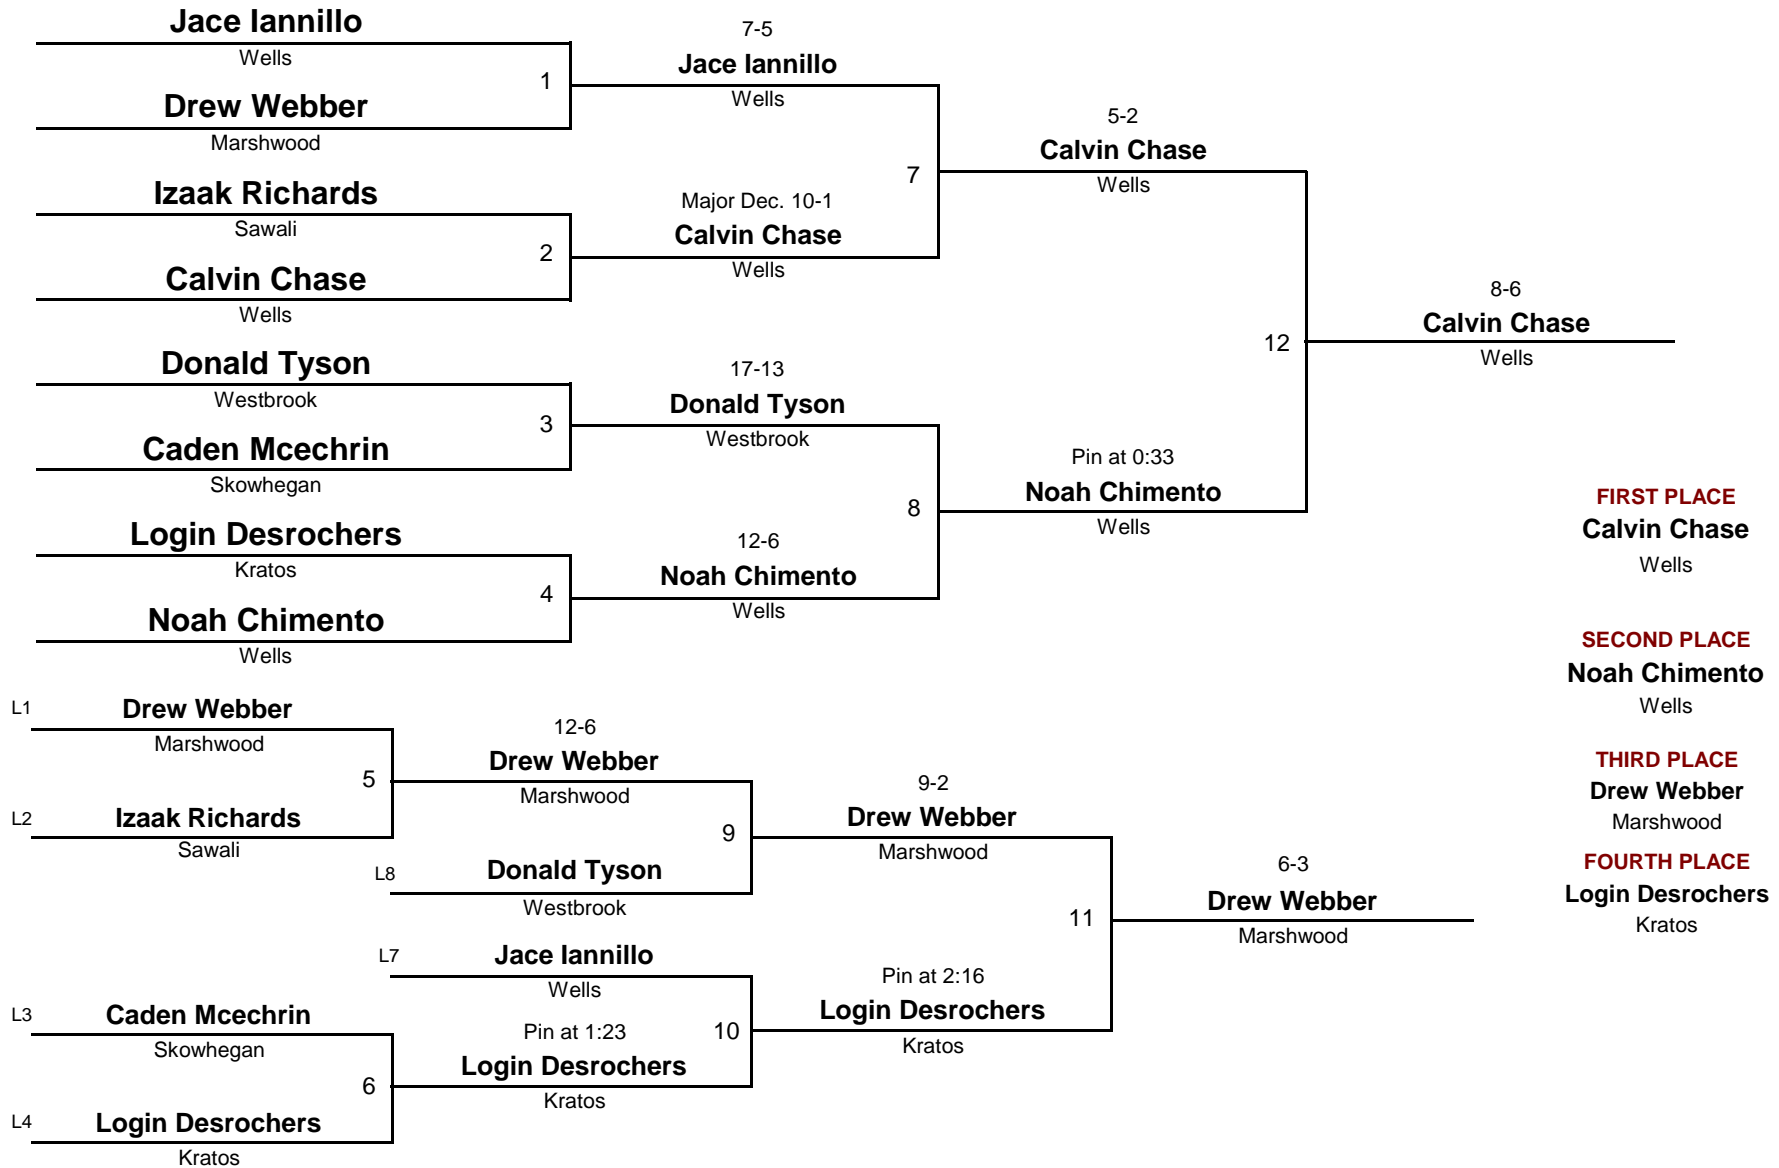 Jace Iannillo
Wells
1
Drew Webber
Marshwood
Izaak Richards
Sawali
2
Calvin Chase
Wells
Donald Tyson
Westbrook
3
Caden Mcechrin
Skowhegan
Login Desrochers
Kratos
4
Noah Chimento
Wells
7-5
Jace Iannillo
Wells
7
Major Dec. 10-1
Calvin Chase
Wells
17-13
Donald Tyson
Westbrook
8
12-6
Noah Chimento
Wells
5-2
Calvin Chase
Wells
12
Pin at 0:33
Noah Chimento
Wells
8-6
Calvin Chase
Wells
FIRST PLACE
Calvin Chase
Wells
SECOND PLACE
Noah Chimento
Wells
THIRD PLACE
Drew Webber
Marshwood
FOURTH PLACE
Login Desrochers
Kratos
L1 Drew Webber
Marshwood
5
L2 Izaak Richards
Sawali
12-6
Drew Webber
Marshwood
9
L8 Donald Tyson
Westbrook
L7 Jace Iannillo
Wells
10
L3 Caden Mcechrin
Skowhegan
6
L4 Login Desrochers
Kratos
Pin at 1:23
Login Desrochers
Kratos
9-2
Drew Webber
Marshwood
11
Pin at 2:16
Login Desrochers
Kratos
6-3
Drew Webber
Marshwood